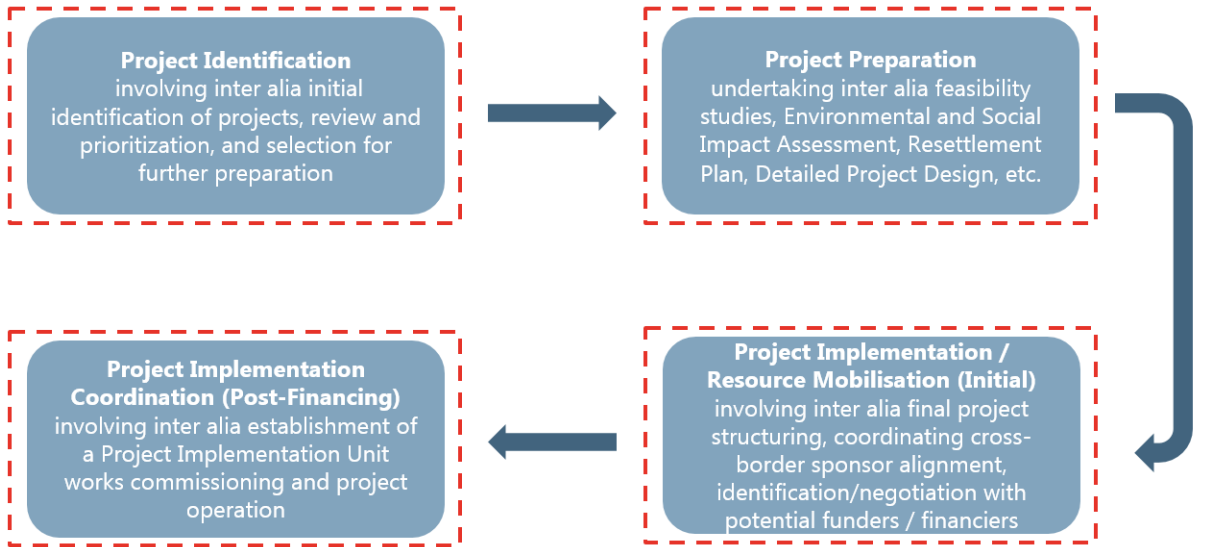 Project Identification
involving inter alia initial
identification of projects, review and
prioritization, and selection for
further preparation
Project Preparation
undertaking inter alia feasibility
studies, Environmental and Social
Impact Assessment, Resettlement
Plan, Detailed Project Design, etc.
Project Implementation /
Resource Mobilisation (Initial)
involving inter alia final project
structuring, coordinating cross-
border sponsor alignment,
identification/negotiation with
potential funders / financiers
Project Implementation
Coordination (Post-Financing)
involving inter alia establishment of
a Project Implementation Unit
works commissioning and project
operation